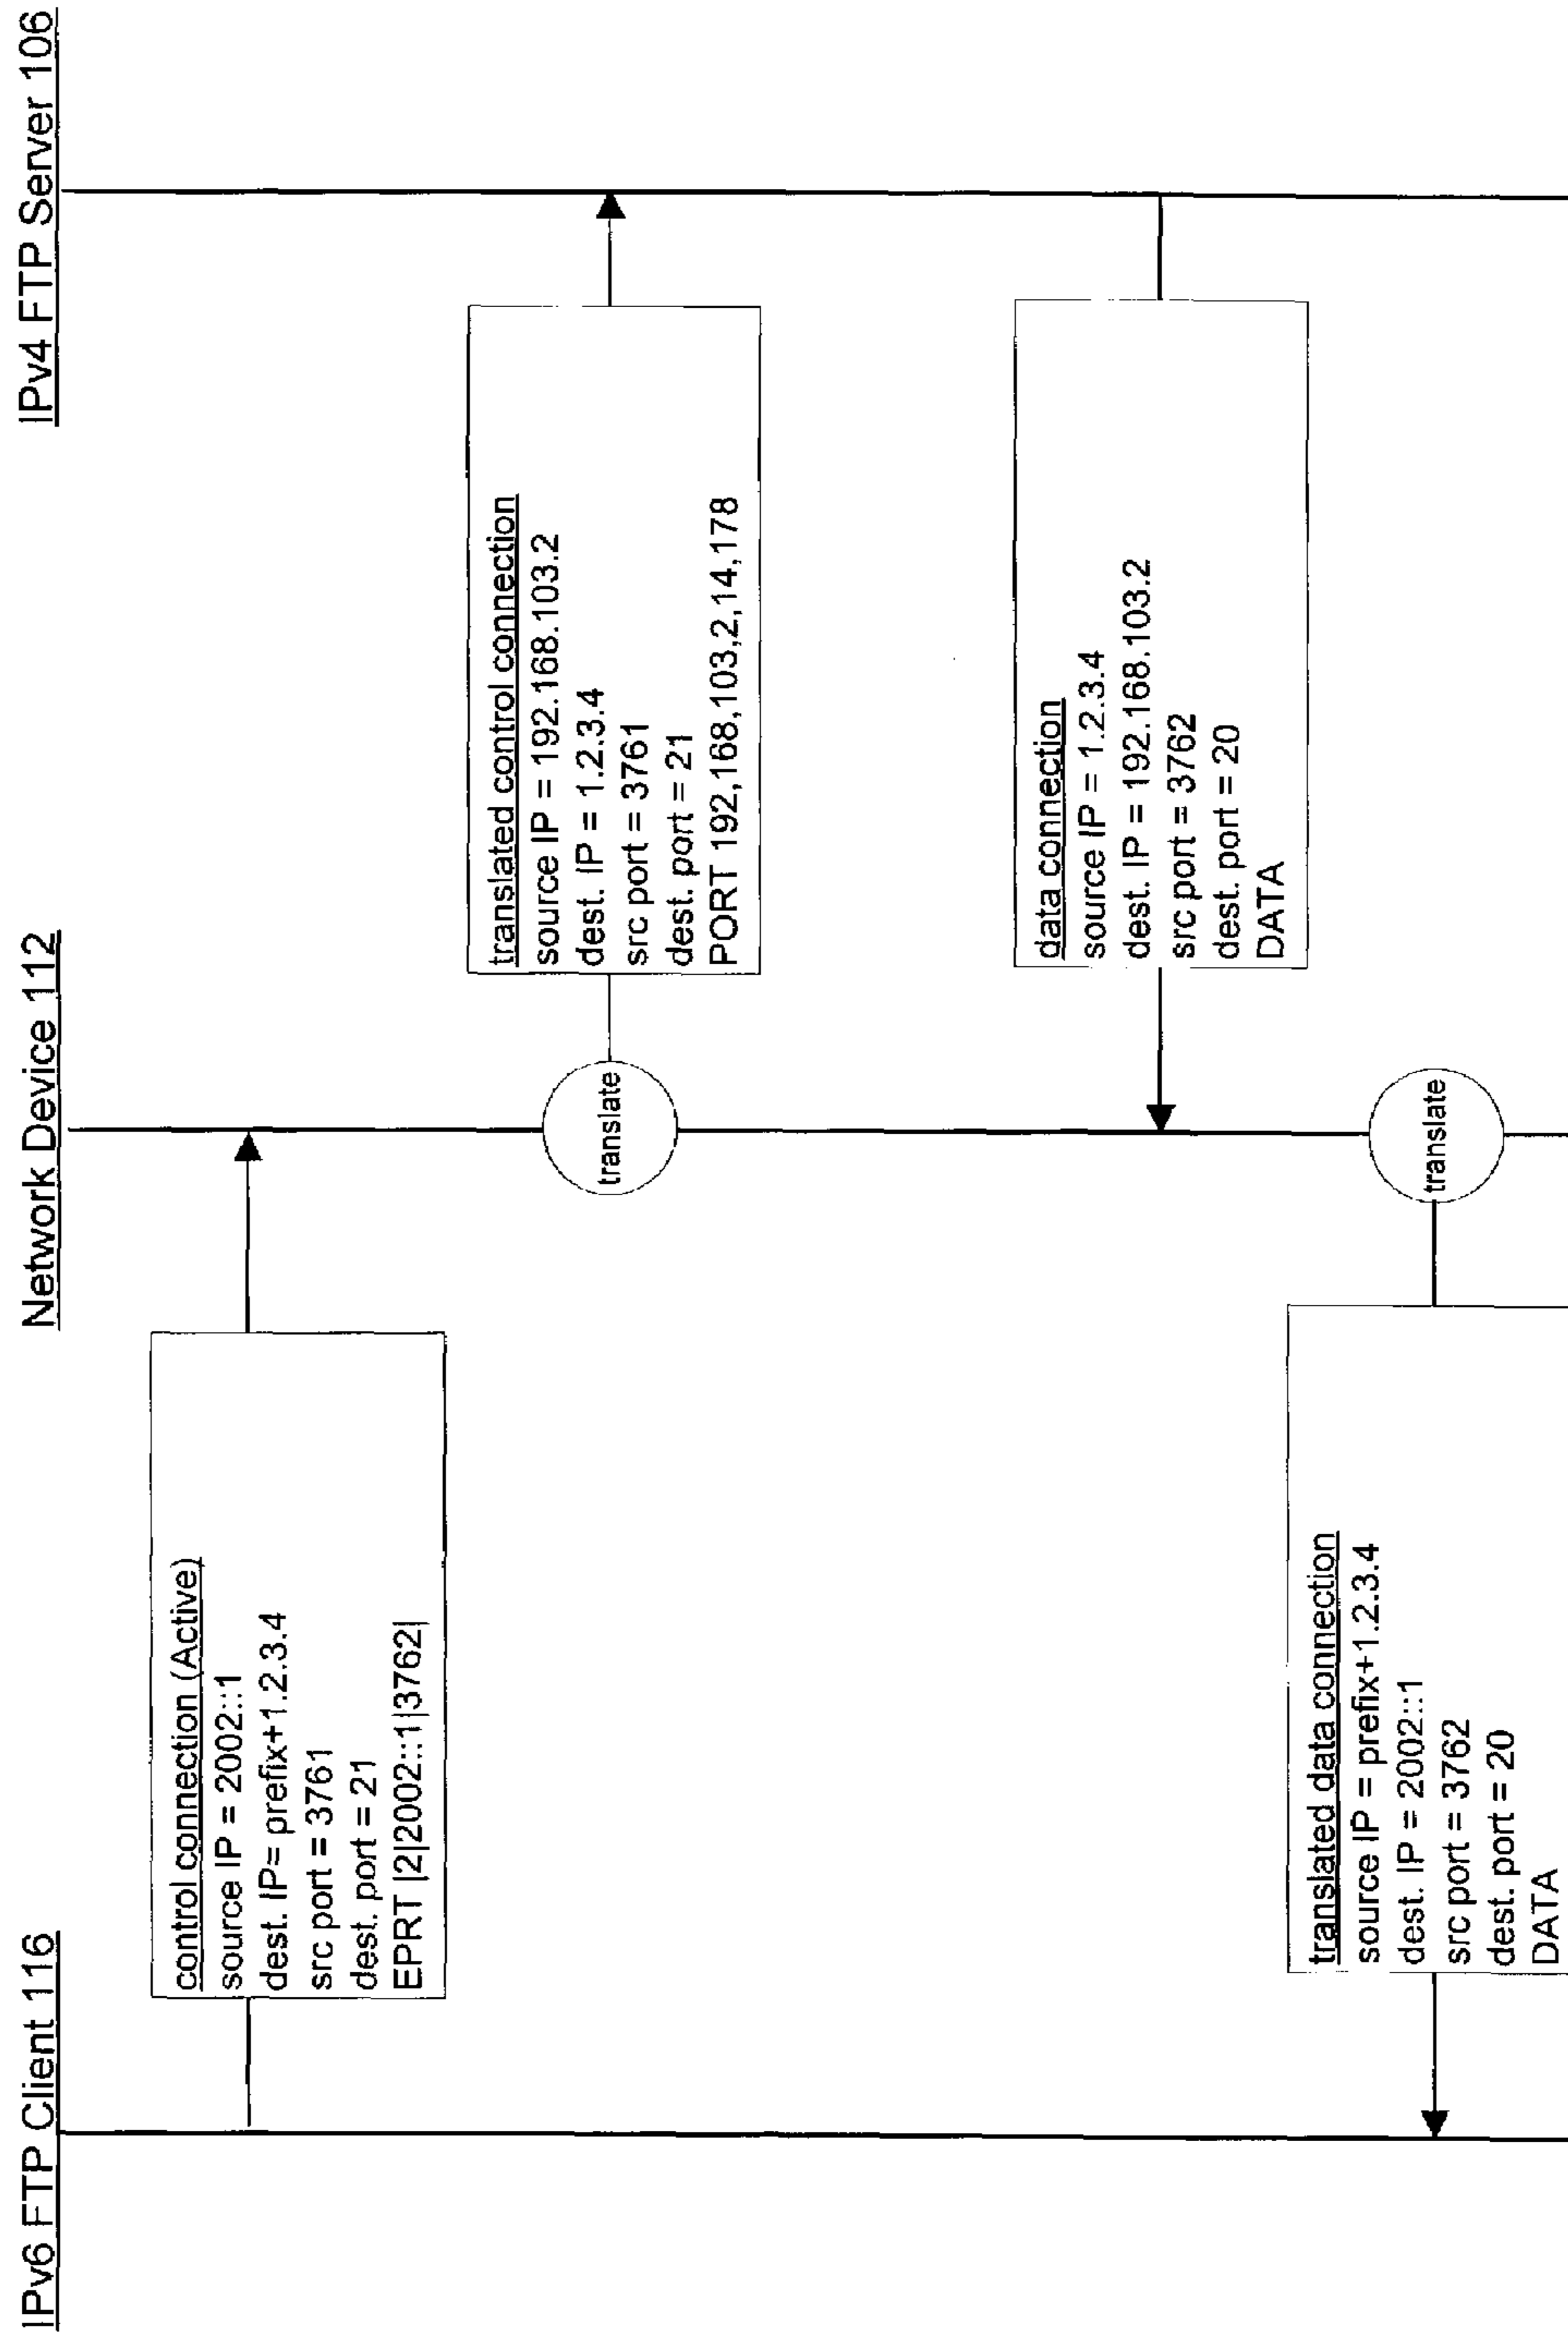 IPv6 FTP Client 116
Network Device 112
IPv4 FTP Server 106
control connection (Active)
source IP = 2002::1
dest. IP= prefix+1.2.3.4
src port = 3761
dest. port = 21
EPRT |2|2002::1|3762|
translate
translated control connection
source IP = 192.168.103.2
dest. IP = 1.2.3.4
src port = 3761
dest. port = 21
PORT 192,168,103,2,14,178
data connection
source IP = 1.2.3.4
dest. IP = 192.168.103.2
src port = 3762
dest. port = 20
DATA
translate
translated data connection
source IP = prefix+1.2.3.4
dest. IP = 2002::1
src port = 3762
dest. port = 20
DATA